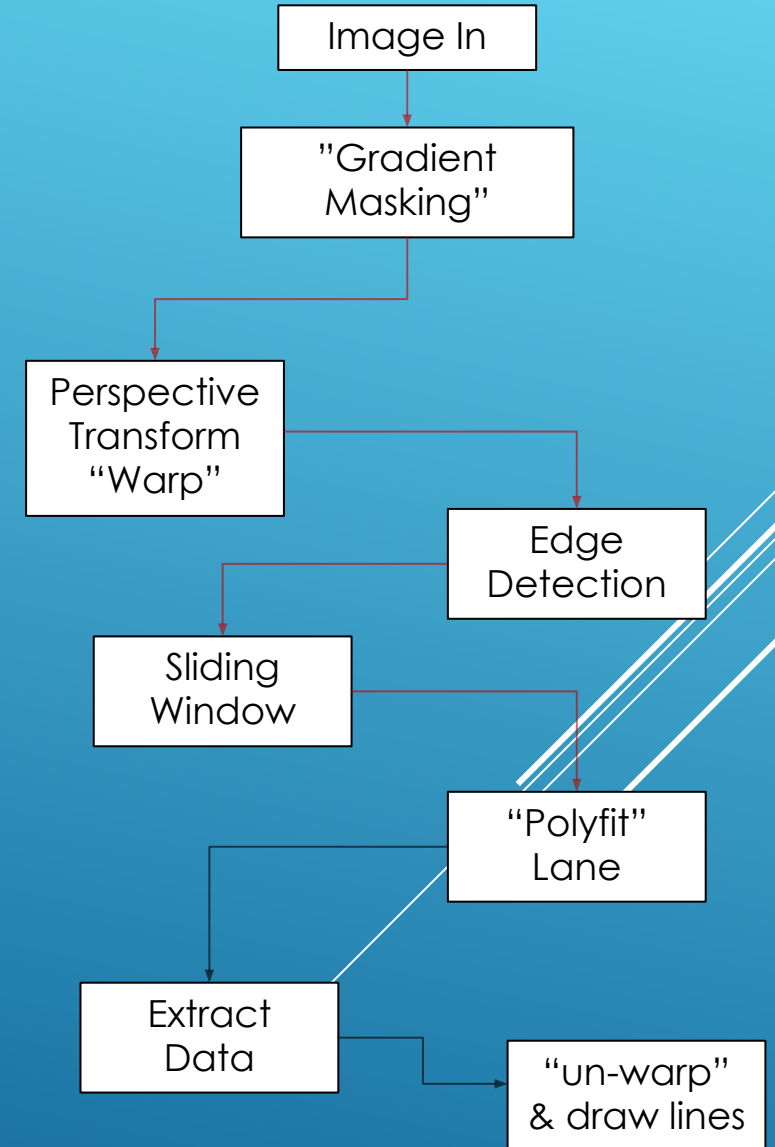 Image In
”Gradient
Masking”
Perspective
Transform
“Warp”
Edge
Detection
Sliding
Window
“Polyfit”
Lane
Extract
Data
“un-warp”
& draw lines